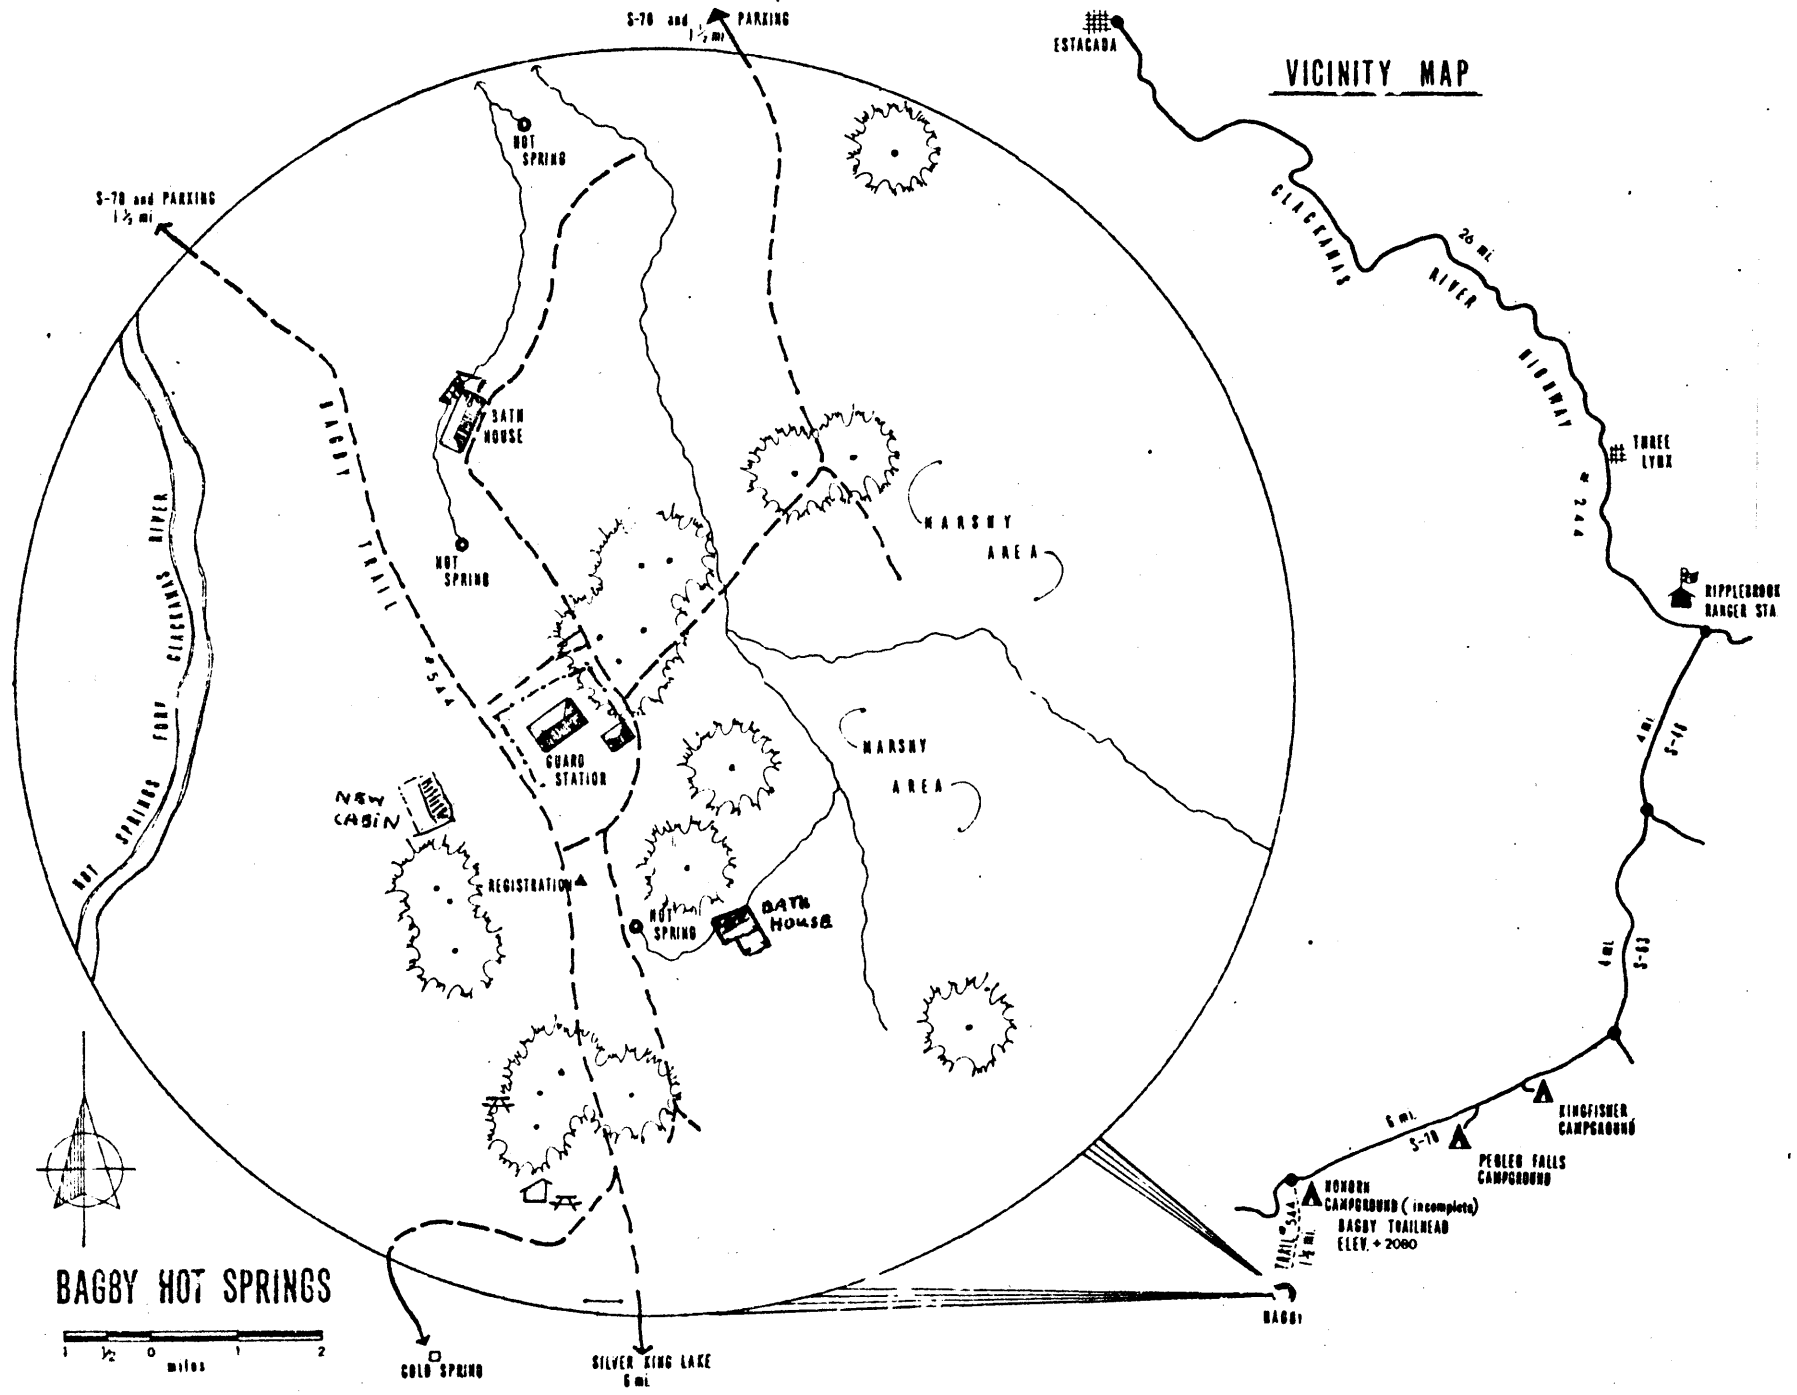 S-70 and PARKING
1 1/2 mi
ESTACADA
VICINITY MAP
HOT
SPRING
S-70 and PARKING
1 1/2 mi
CLACKAMAS
26 mi.
RIVER
HIGHWAY
# 244
THREE
LYNX
BATH
HOUSE
BAGBY
TRAIL
#544
HOT
SPRING
MARSHY
AREA
RIPPLEBROOK
RANGER STA
HOT SPRINGS FORK CLACKAMAS RIVER
MARSHY
AREA
GUARD
STATION
4 mi.
S-46
NEW
CABIN
REGISTRATION
HOT
SPRING
BATH
HOUSE
4 mi.
S-63
6 mi.
S-70
KINGFISHER
CAMPGROUND
PEGLEG FALLS
CAMPGROUND
NOHORN
CAMPGROUND (incomplete)
BAGBY TRAILHEAD
ELEV. + 2080
TRAIL #544
1 1/2 mi.
BAGBY
BAGBY HOT SPRINGS
1 1/2 0 1 2
miles
COLD SPRING
SILVER KING LAKE
6 mi.